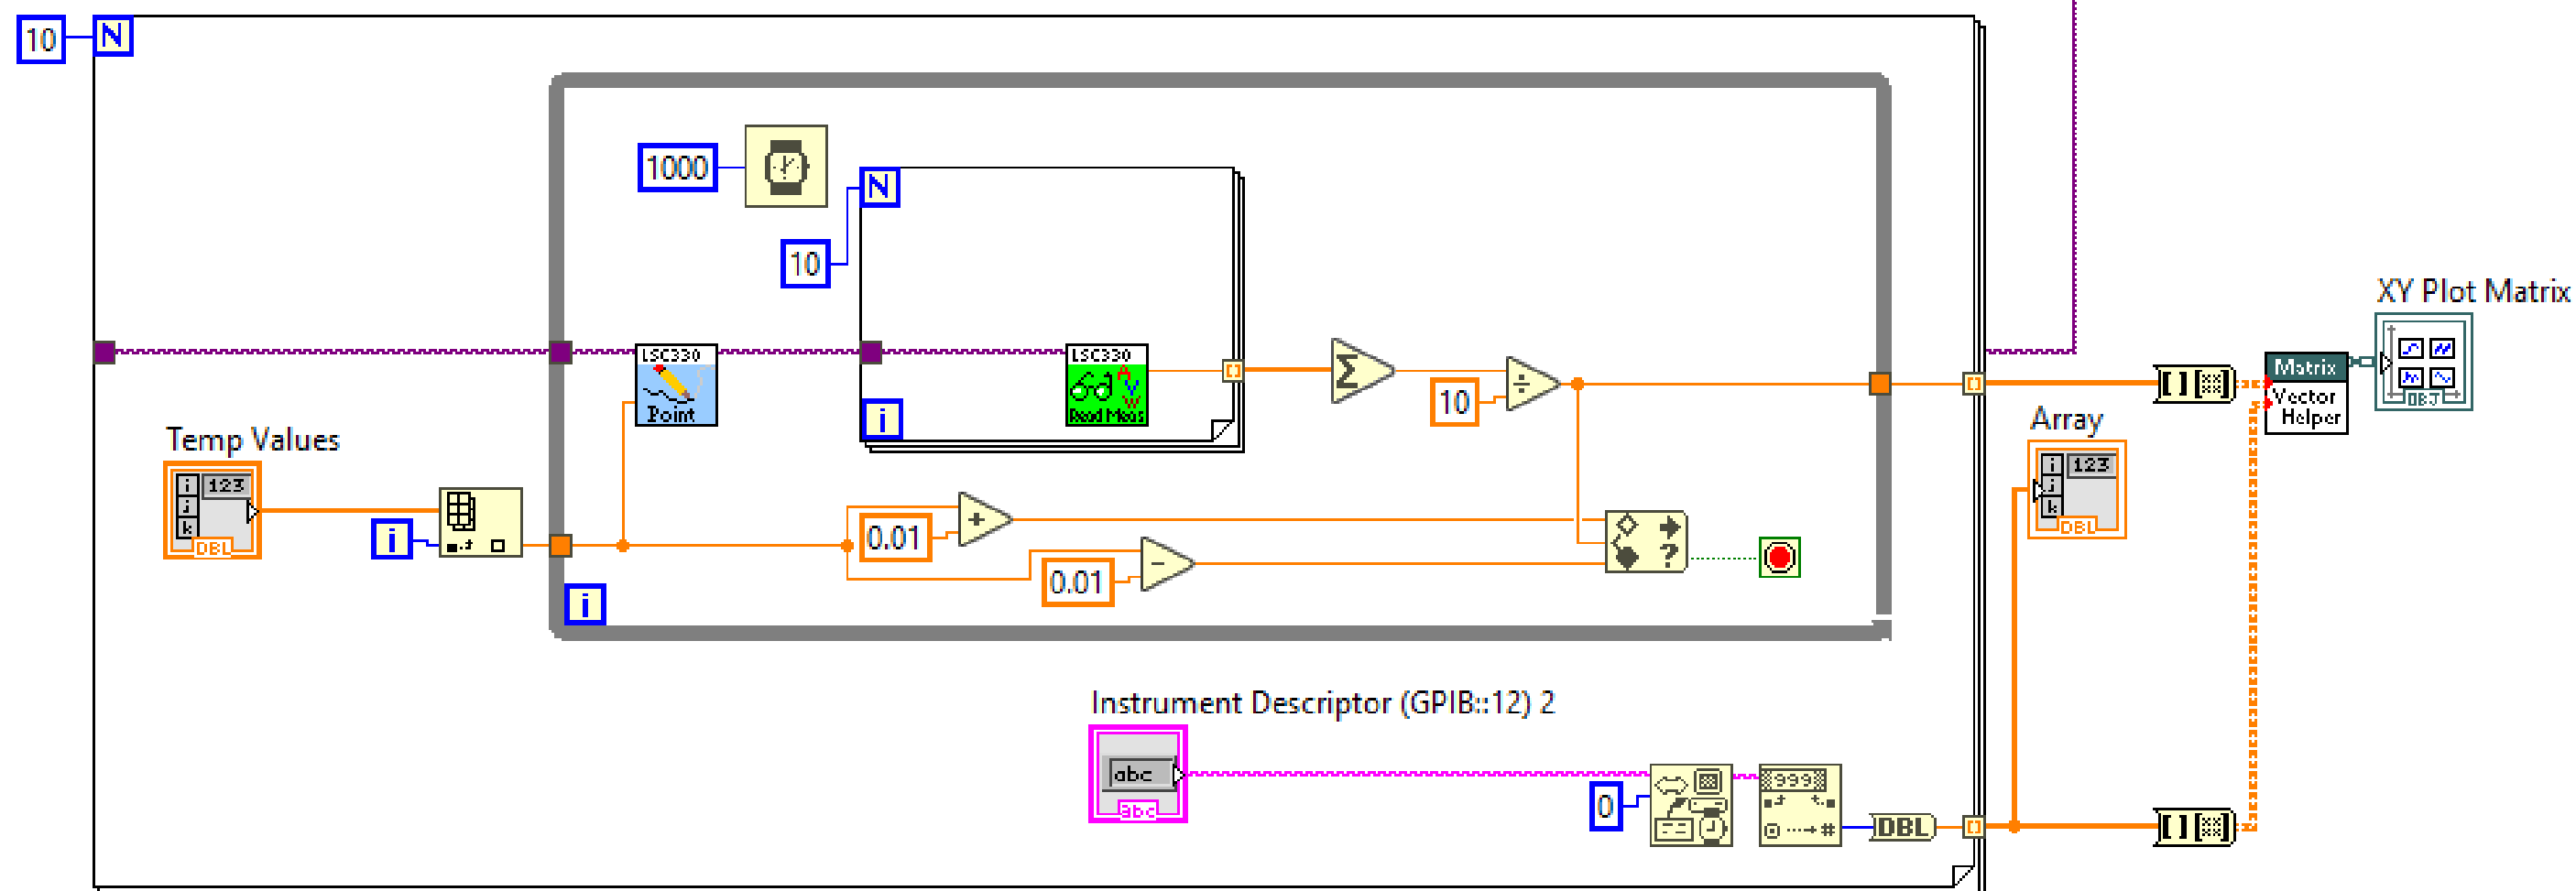 10
N
1000
N
10
XY Plot Matrix
OBJ
LSC330
Point
LSC330
Read Meas
A
V
W
i
Σ
10
÷
Matrix
Vector
Helper
Temp Values
i
j
k
123
DBL
i
0.01
+
0.01
-
?
i
Array
i
j
k
123
DBL
Instrument Descriptor (GPIB::12) 2
abc
abc
0
999
#
DBL